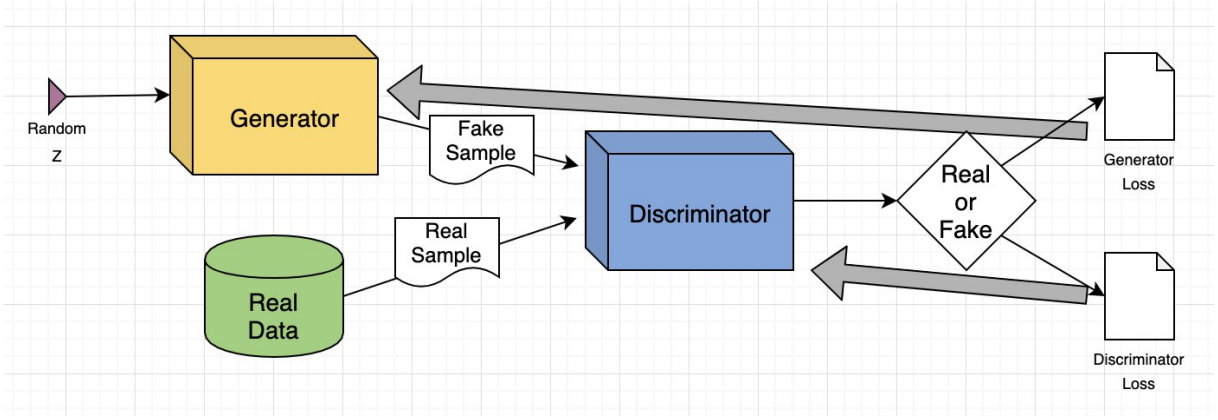 Random
Z
Generator
Fake
Sample
Real
Sample
Real
Data
Discriminator
Real
or
Fake
Generator
Loss
Discriminator
Loss